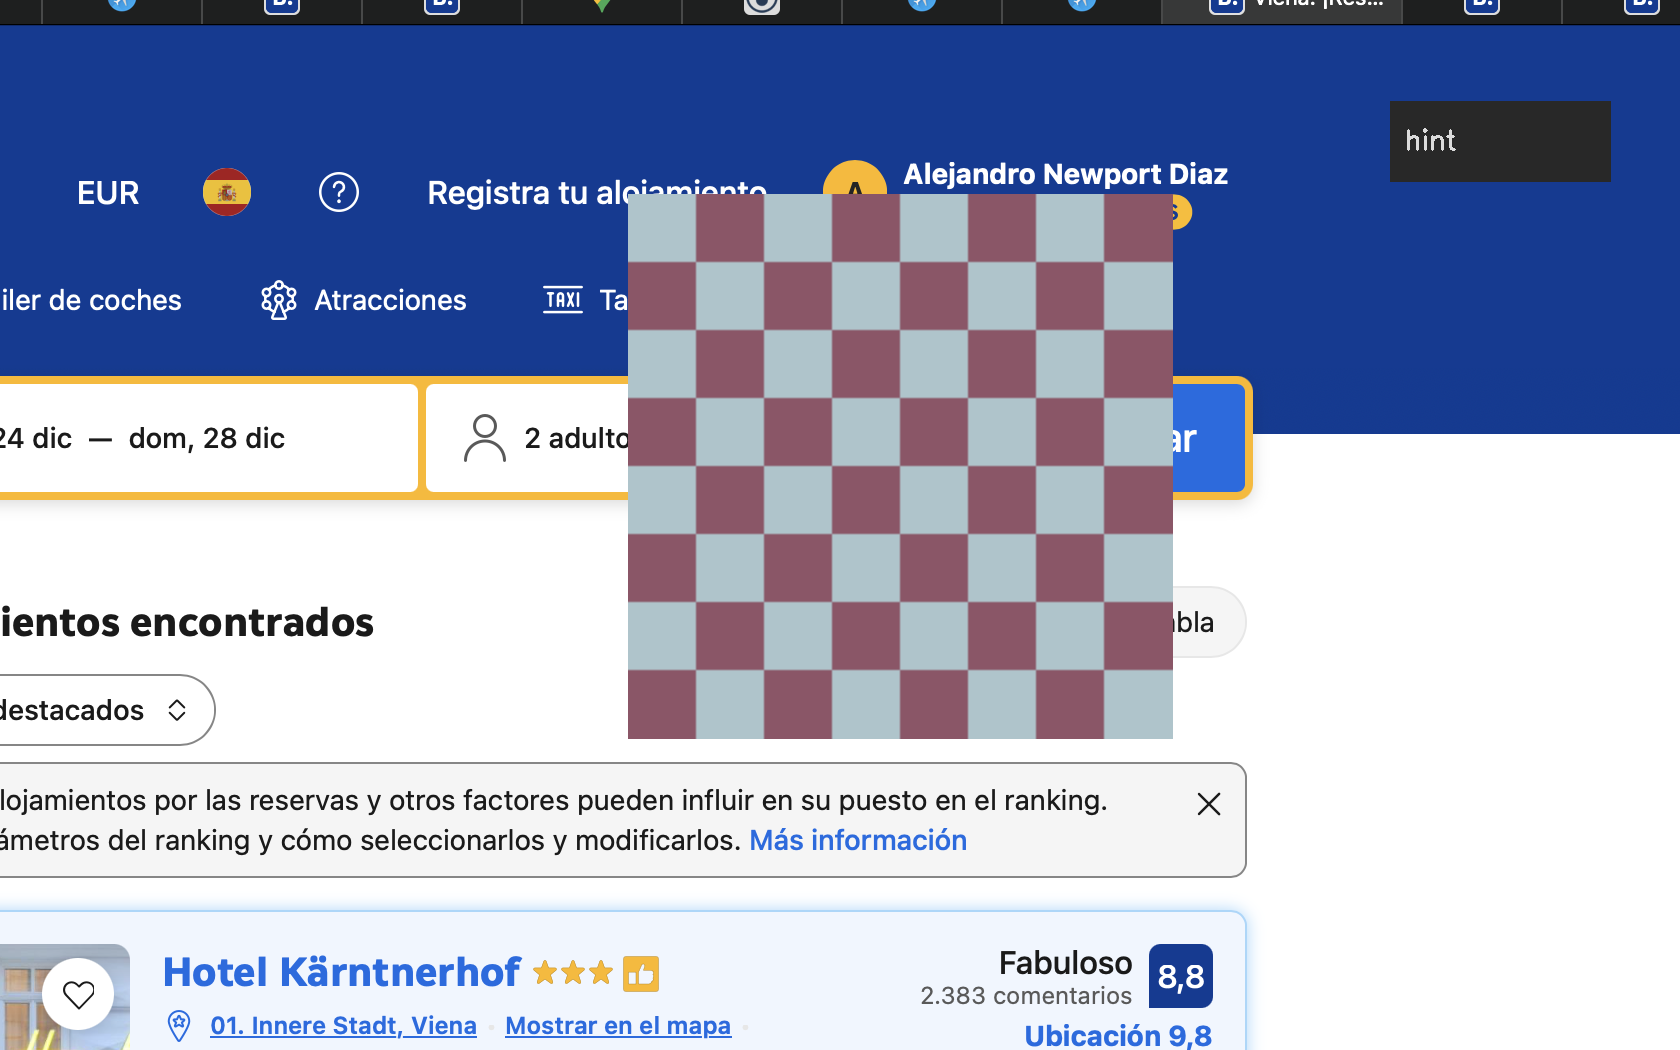 EUR
Registra tu alojamiento
Alejandro Newport Diaz
hint
iler de coches
Atracciones
TAXI
24 dic — dom, 28 dic
2 adulto
ar
ientos encontrados
bla
destacados
lojamientos por las reservas y otros factores pueden influir en su puesto en el ranking.
ámetros del ranking y cómo seleccionarlos y modificarlos. Más información
Hotel Kärntnerhof
Fabuloso
8,8
2.383 comentarios
01. Innere Stadt, Viena
Mostrar en el mapa
Ubicación 9,8